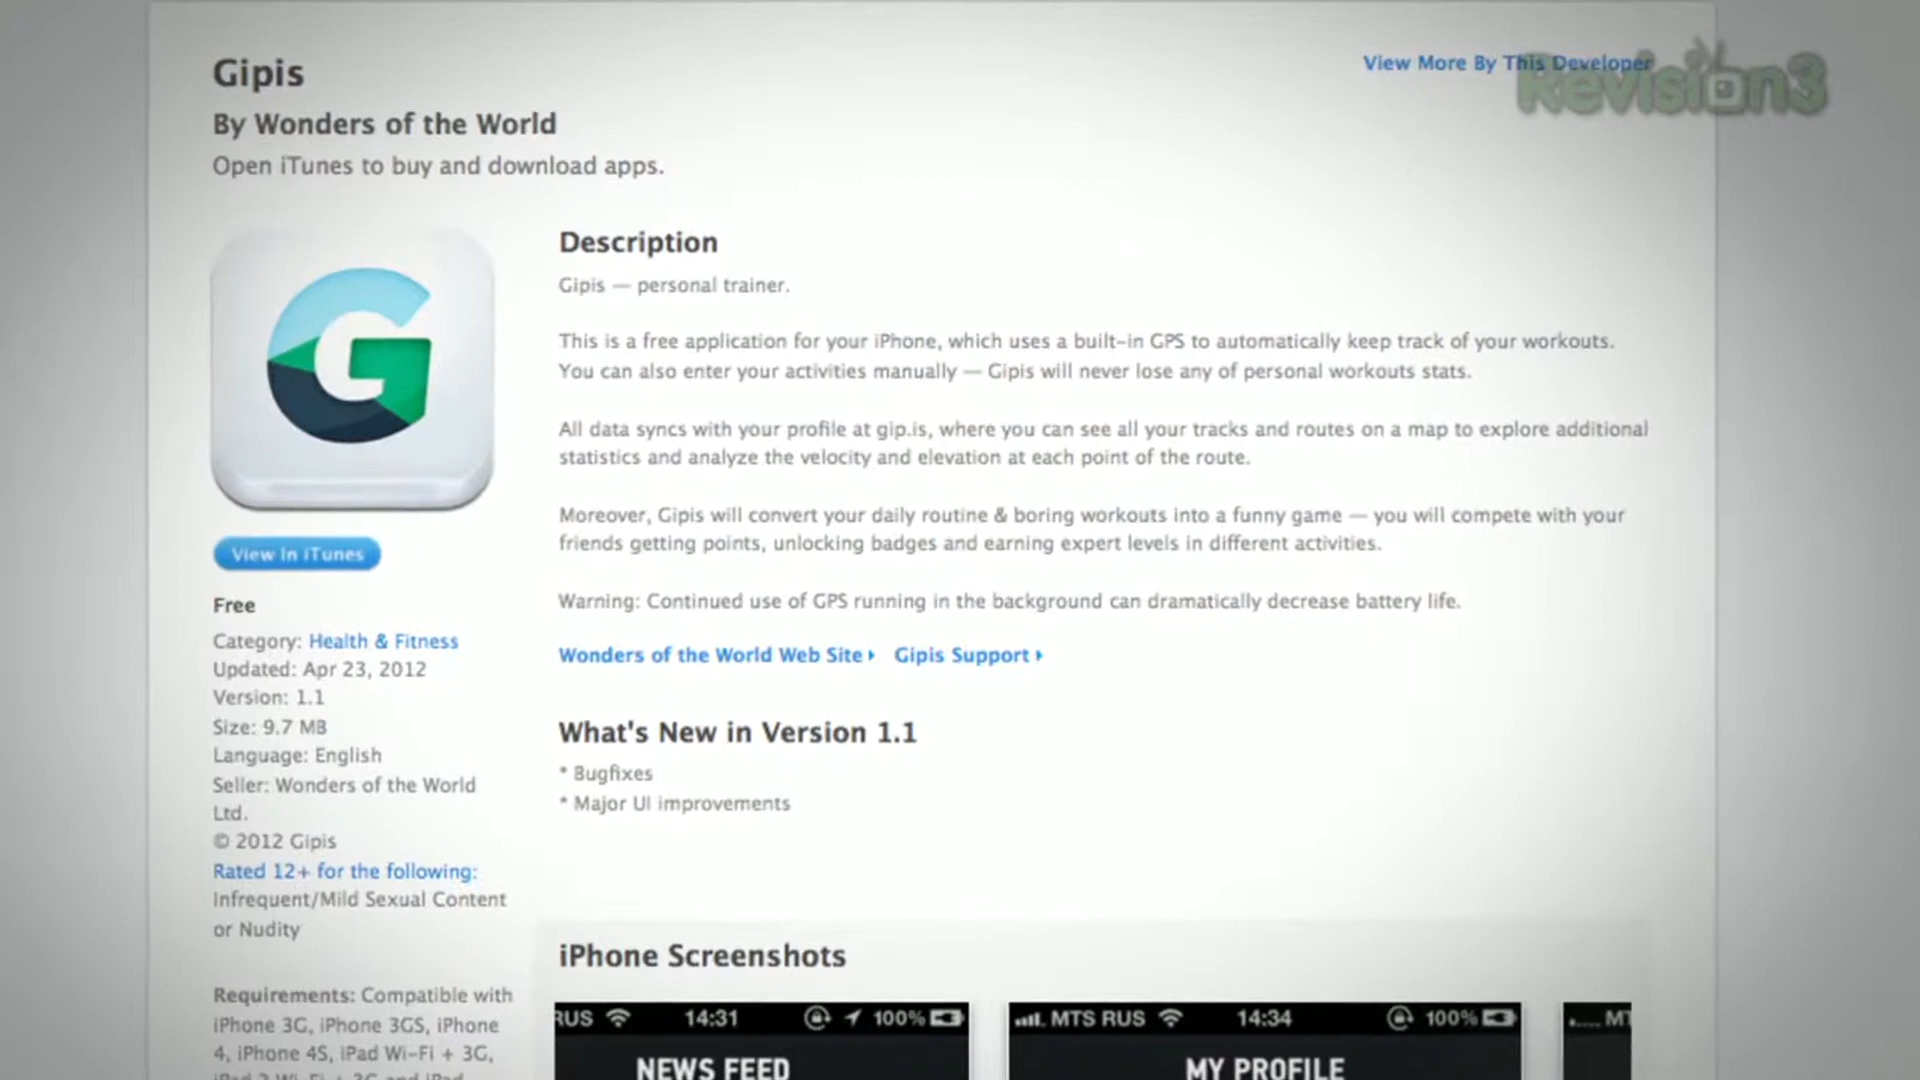 Gipis
View More By This Developer
Revision3
By Wonders of the World
Open iTunes to buy and download apps.
Description
Gipis — personal trainer.
This is a free application for your iPhone, which uses a built-in GPS to automatically keep track of your workouts.
You can also enter your activities manually — Gipis will never lose any of personal workouts stats.
All data syncs with your profile at gip.is, where you can see all your tracks and routes on a map to explore additional
statistics and analyze the velocity and elevation at each point of the route.
Moreover, Gipis will convert your daily routine & boring workouts into a funny game — you will compete with your
friends getting points, unlocking badges and earning expert levels in different activities.
Warning: Continued use of GPS running in the background can dramatically decrease battery life.
Wonders of the World Web Site Gipis Support
What's New in Version 1.1
* Bugfixes
* Major UI improvements
G
View In iTunes
Free
Category: Health & Fitness
Updated: Apr 23, 2012
Version: 1.1
Size: 9.7 MB
Language: English
Seller: Wonders of the World
Ltd.
© 2012 Gipis
Rated 12+ for the following:
Infrequent/Mild Sexual Content
or Nudity
Requirements: Compatible with
iPhone 3G, iPhone 3GS, iPhone
4, iPhone 4S, iPad Wi-Fi + 3G,
iPhone Screenshots
RUS 14:31 100%
NEWS FEED
MTS RUS 14:34 100%
MY PROFILE
MT